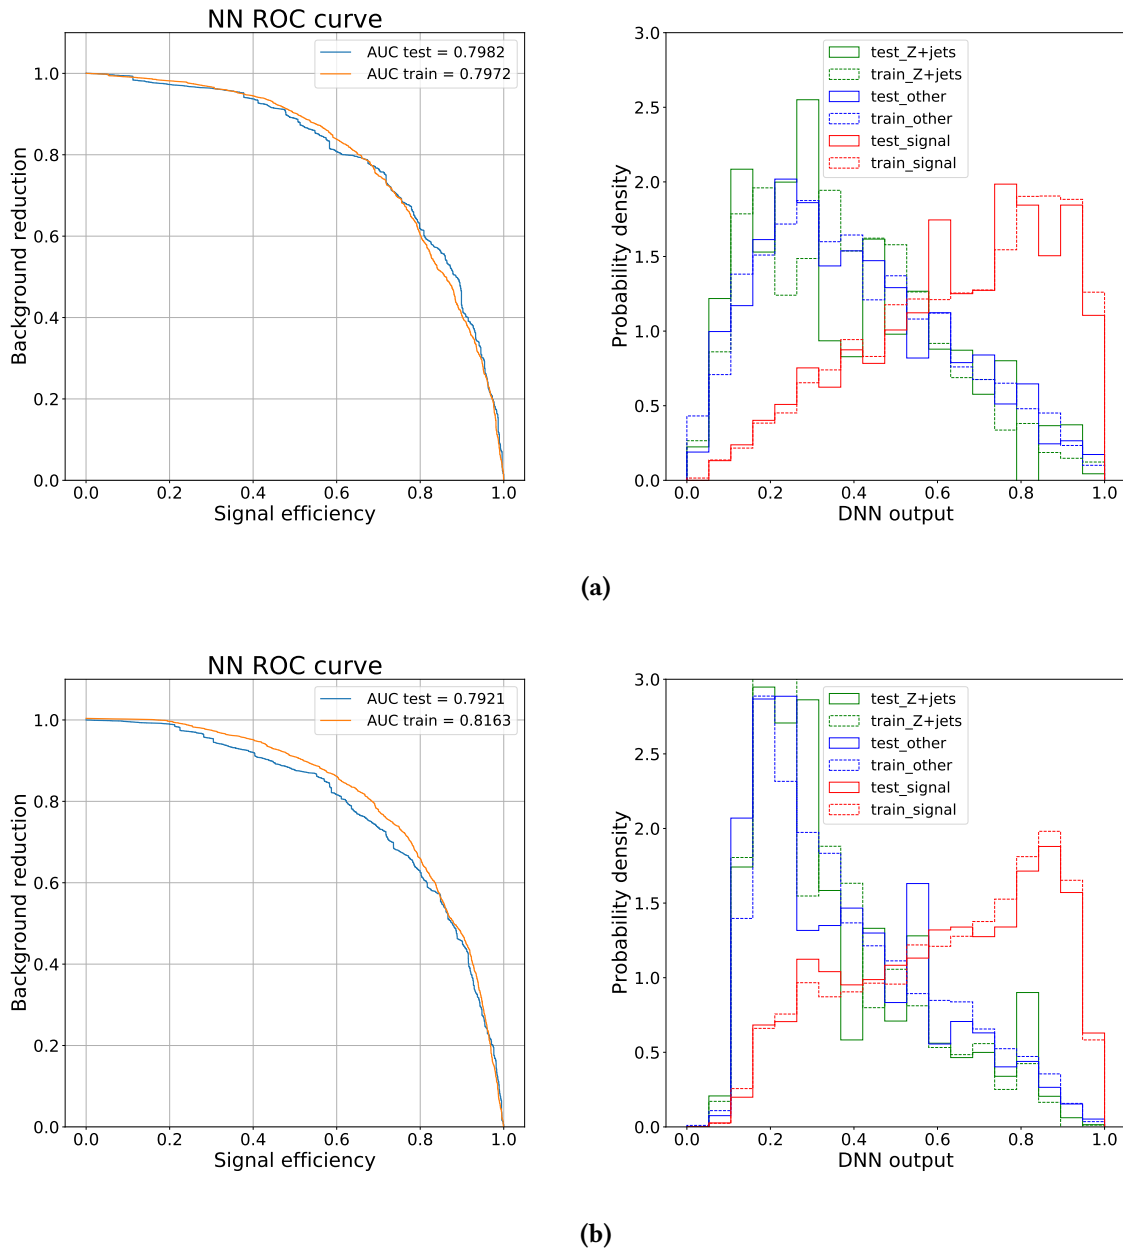 NN ROC curve
AUC test = 0.7982
AUC train = 0.7972
1.0
0.8
0.6
0.4
0.2
0.0
Background reduction
0.0 0.2 0.4 0.6 0.8 1.0
Signal efficiency
test_Z+jets
train_Z+jets
test_other
train_other
test_signal
train_signal
3.0
2.5
2.0
1.5
1.0
0.5
0.0
Probability density
0.0 0.2 0.4 0.6 0.8 1.0
DNN output
(a)
NN ROC curve
AUC test = 0.7921
AUC train = 0.8163
1.0
0.8
0.6
0.4
0.2
0.0
Background reduction
0.0 0.2 0.4 0.6 0.8 1.0
Signal efficiency
test_Z+jets
train_Z+jets
test_other
train_other
test_signal
train_signal
3.0
2.5
2.0
1.5
1.0
0.5
0.0
Probability density
0.0 0.2 0.4 0.6 0.8 1.0
DNN output
(b)